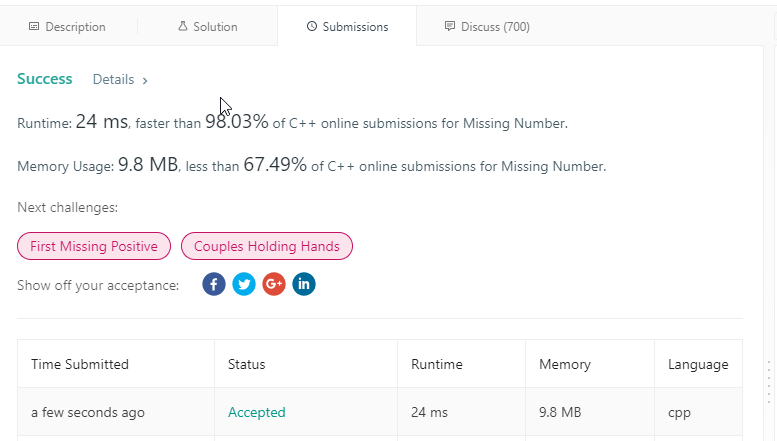 Description Solution Submissions Discuss (700)
Success Details >
Runtime: 24 ms, faster than 98.03% of C++ online submissions for Missing Number.
Memory Usage: 9.8 MB, less than 67.49% of C++ online submissions for Missing Number.
Next challenges:
First Missing Positive Couples Holding Hands
Show off your acceptance: f G+ in
Time Submitted Status Runtime Memory Language
a few seconds ago Accepted 24 ms 9.8 MB cpp